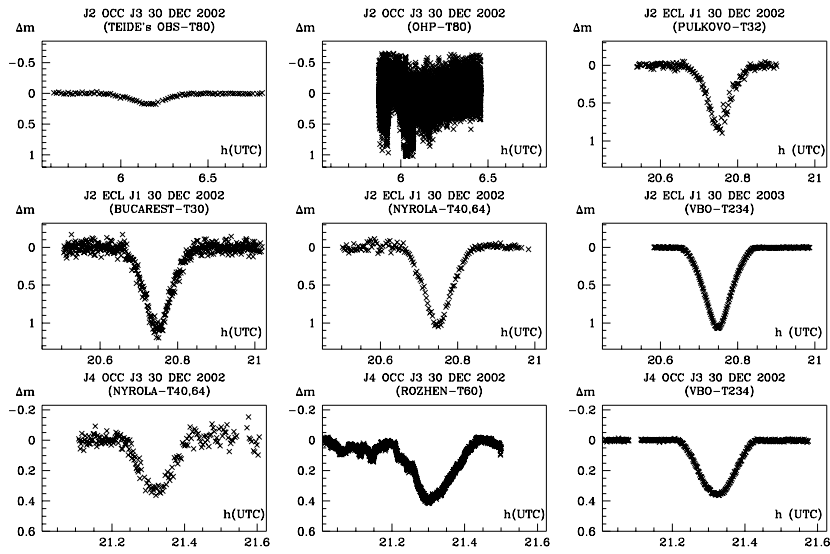 J2 OCC J3 30 DEC 2002
(TEIDE's OBS-T80)
Δm
-0.5
0
0.5
1
h(UTC)
6 6.5
J2 OCC J3 30 DEC 2002
(OHP-T80)
Δm
-0.5
0
0.5
1
h(UTC)
6 6.5
J2 ECL J1 30 DEC 2002
(PULKOVO-T32)
Δm
0
0.5
1
h (UTC)
20.6 20.8 21
J2 ECL J1 30 DEC 2002
(BUCAREST-T30)
Δm
0
0.5
1
h(UTC)
20.6 20.8 21
J2 ECL J1 30 DEC 2002
(NYROLA-T40,64)
Δm
0
0.5
1
h(UTC)
20.6 20.8 21
J2 ECL J1 30 DEC 2003
(VBO-T234)
Δm
0
0.5
1
h (UTC)
20.6 20.8 21
J4 OCC J3 30 DEC 2002
(NYROLA-T40,64)
Δm
-0.2
0
0.2
0.4
0.6
h(UTC)
21.2 21.4 21.6
J4 OCC J3 30 DEC 2002
(ROZHEN-T60)
Δm
-0.2
0
0.2
0.4
0.6
h(UTC)
21.2 21.4 21.6
J4 OCC J3 30 DEC 2002
(VBO-T234)
Δm
-0.2
0
0.2
0.4
0.6
h (UTC)
21.2 21.4 21.6